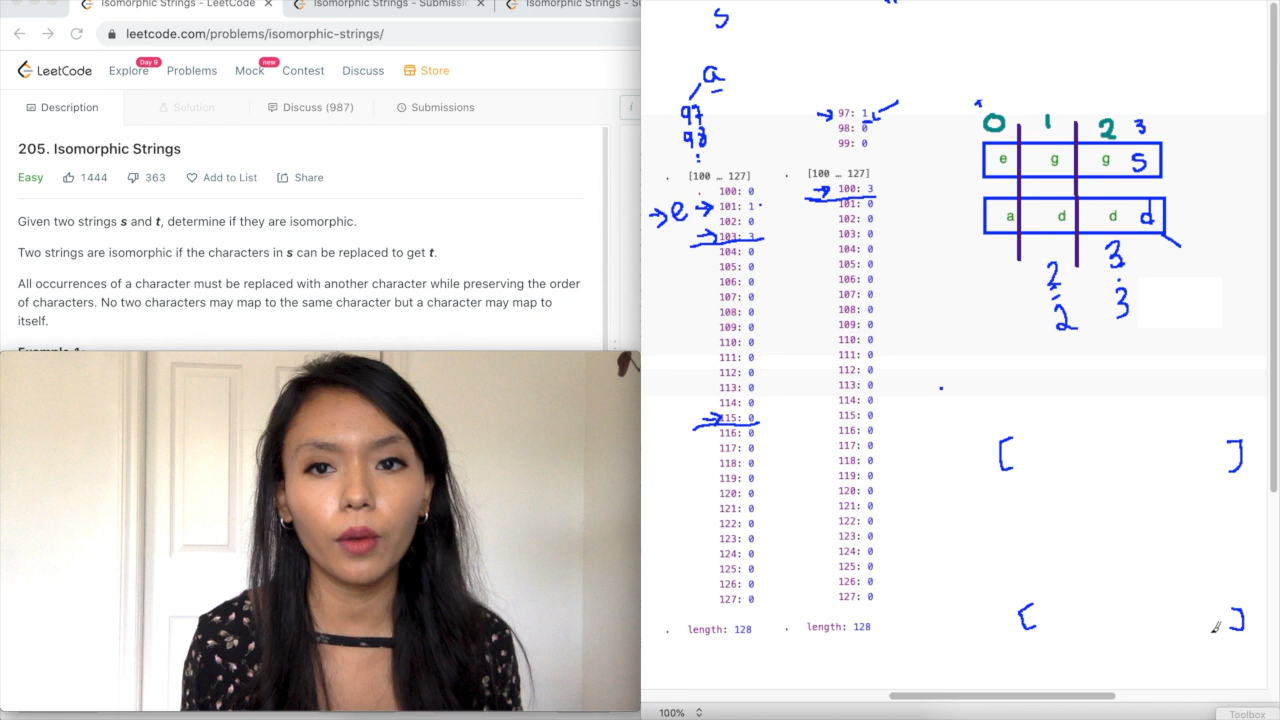 Isomorphic Strings - LeetCode
Isomorphic Strings - Submissi
Isomorphic Strings - Su
leetcode.com/problems/isomorphic-strings/
LeetCode
Explore
Day 9
Problems
Mock
new
Contest
Discuss
Store
Description
Solution
Discuss (987)
Submissions
i
205. Isomorphic Strings
Easy
1444
363
Add to List
Share
Given two strings s and t, determine if they are isomorphic.
Two strings are isomorphic if the characters in s can be replaced to get t.
All occurrences of a character must be replaced with another character while preserving the order
of characters. No two characters may map to the same character but a character may map to
itself.
Example 1:
s
a
97
98
:
[100 … 127]
100: 0
e 101: 1
102: 0
103: 3
104: 0
105: 0
106: 0
107: 0
108: 0
109: 0
110: 0
111: 0
112: 0
113: 0
114: 0
115: 0
116: 0
117: 0
118: 0
119: 0
120: 0
121: 0
122: 0
123: 0
124: 0
125: 0
126: 0
127: 0
length: 128
97: 1
98: 0
99: 0
[100 … 127]
100: 3
101: 0
102: 0
103: 0
104: 0
105: 0
106: 0
107: 0
108: 0
109: 0
110: 0
111: 0
112: 0
113: 0
114: 0
115: 0
116: 0
117: 0
118: 0
119: 0
120: 0
121: 0
122: 0
123: 0
124: 0
125: 0
126: 0
127: 0
length: 128
0 1 2 3
e g g s
a d d d
2 3
2 3
[ ]
[ ]
100%
Toolbox